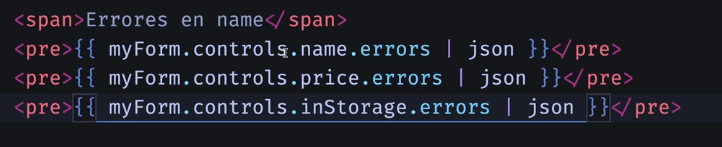 <span>Errores en name</span>
<pre>{{ myForm.controls.name.errors | json }}</pre>
<pre>{{ myForm.controls.price.errors | json }}</pre>
<pre>{{ myForm.controls.inStorage.errors | json }}</pre>